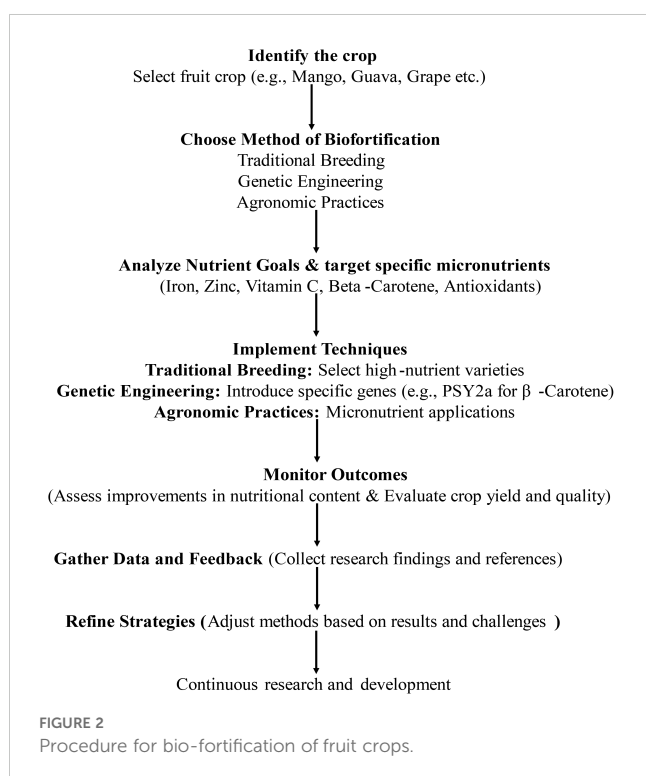 Identify the crop
Select fruit crop (e.g., Mango, Guava, Grape etc.)
Choose Method of Biofortification
Traditional Breeding
Genetic Engineering
Agronomic Practices
Analyze Nutrient Goals & target specific micronutrients
(Iron, Zinc, Vitamin C, Beta -Carotene, Antioxidants)
Implement Techniques
Traditional Breeding: Select high-nutrient varieties
Genetic Engineering: Introduce specific genes (e.g., PSY2a for β -Carotene)
Agronomic Practices: Micronutrient applications
Monitor Outcomes
(Assess improvements in nutritional content & Evaluate crop yield and quality)
Gather Data and Feedback (Collect research findings and references)
Refine Strategies (Adjust methods based on results and challenges )
Continuous research and development
FIGURE 2
Procedure for bio-fortification of fruit crops.